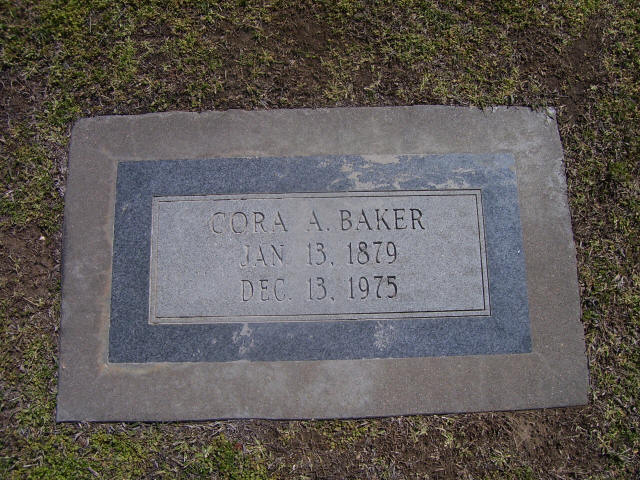 CORA A. BAKER
JAN 13, 1879
DEC. 13, 1975